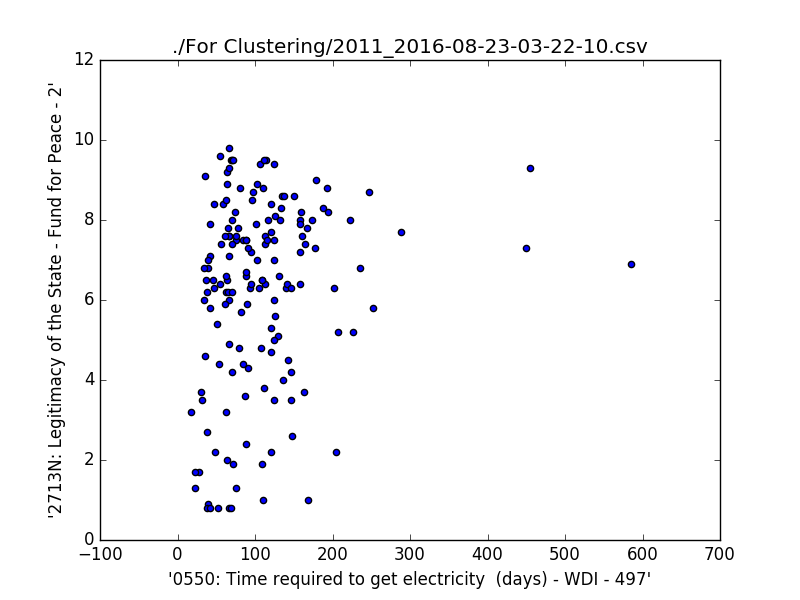 ./For Clustering/2011_2016-08-23-03-22-10.csv
'2713N: Legitimacy of the State - Fund for Peace - 2'
12
10
8
6
4
2
0
−100 0 100 200 300 400 500 600 700
'0550: Time required to get electricity  (days) - WDI - 497'